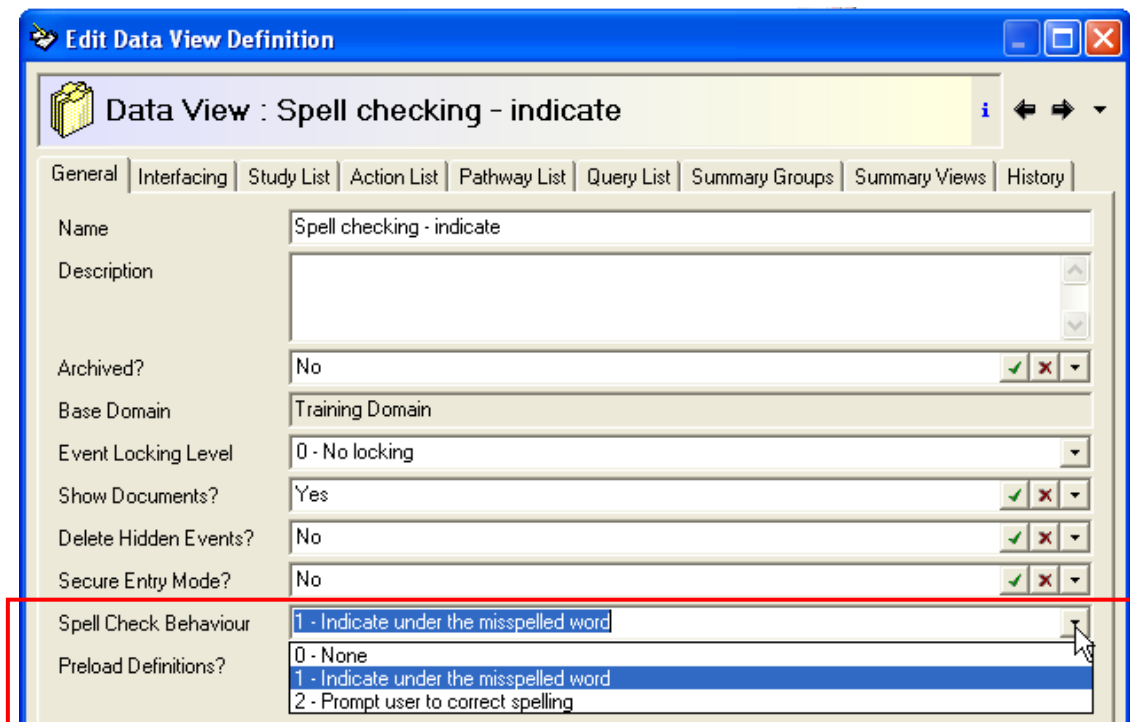 Edit Data View Definition
Data View : Spell checking - indicate i
General Interfacing Study List Action List Pathway List Query List Summary Groups Summary Views History
Name Spell checking - indicate
Description
Archived? No
Base Domain Training Domain
Event Locking Level 0 - No locking
Show Documents? Yes
Delete Hidden Events? No
Secure Entry Mode? No
Spell Check Behaviour 1 - Indicate under the misspelled word
0 - None
Preload Definitions? 1 - Indicate under the misspelled word
2 - Prompt user to correct spelling